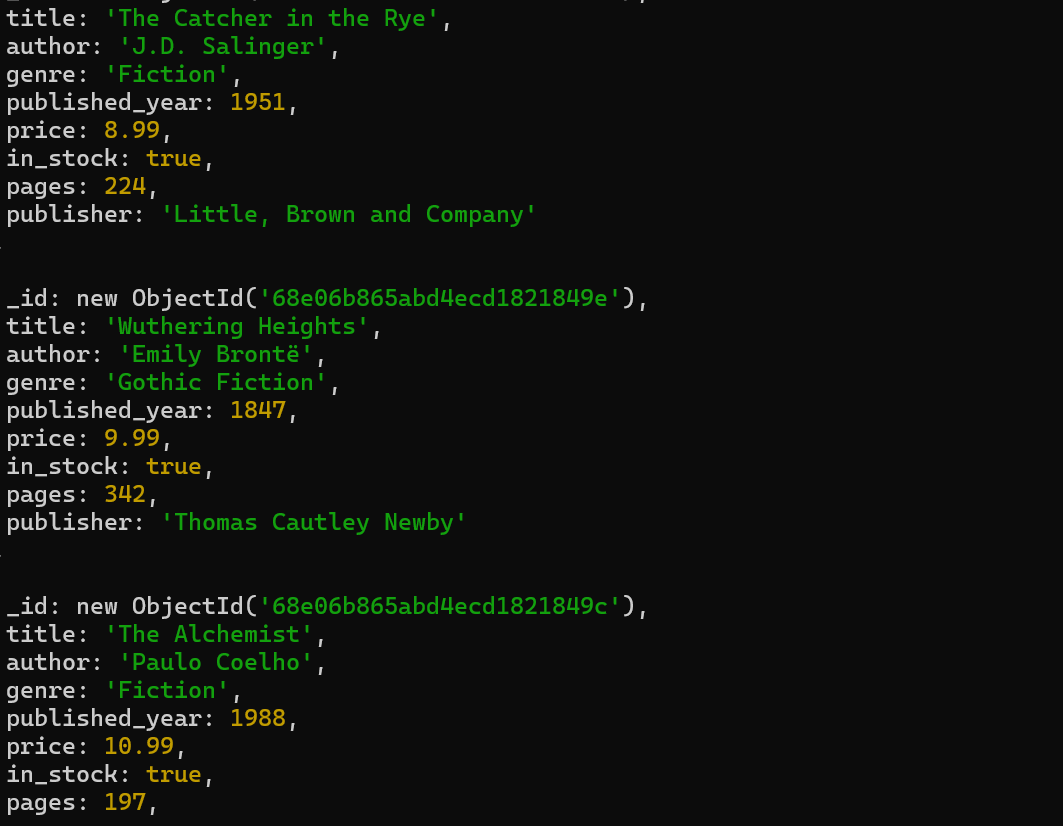 title: 'The Catcher in the Rye',
author: 'J.D. Salinger',
genre: 'Fiction',
published_year: 1951,
price: 8.99,
in_stock: true,
pages: 224,
publisher: 'Little, Brown and Company'
_id: new ObjectId('68e06b865abd4ecd1821849e'),
title: 'Wuthering Heights',
author: 'Emily Brontë',
genre: 'Gothic Fiction',
published_year: 1847,
price: 9.99,
in_stock: true,
pages: 342,
publisher: 'Thomas Cautley Newby'
_id: new ObjectId('68e06b865abd4ecd1821849c'),
title: 'The Alchemist',
author: 'Paulo Coelho',
genre: 'Fiction',
published_year: 1988,
price: 10.99,
in_stock: true,
pages: 197,